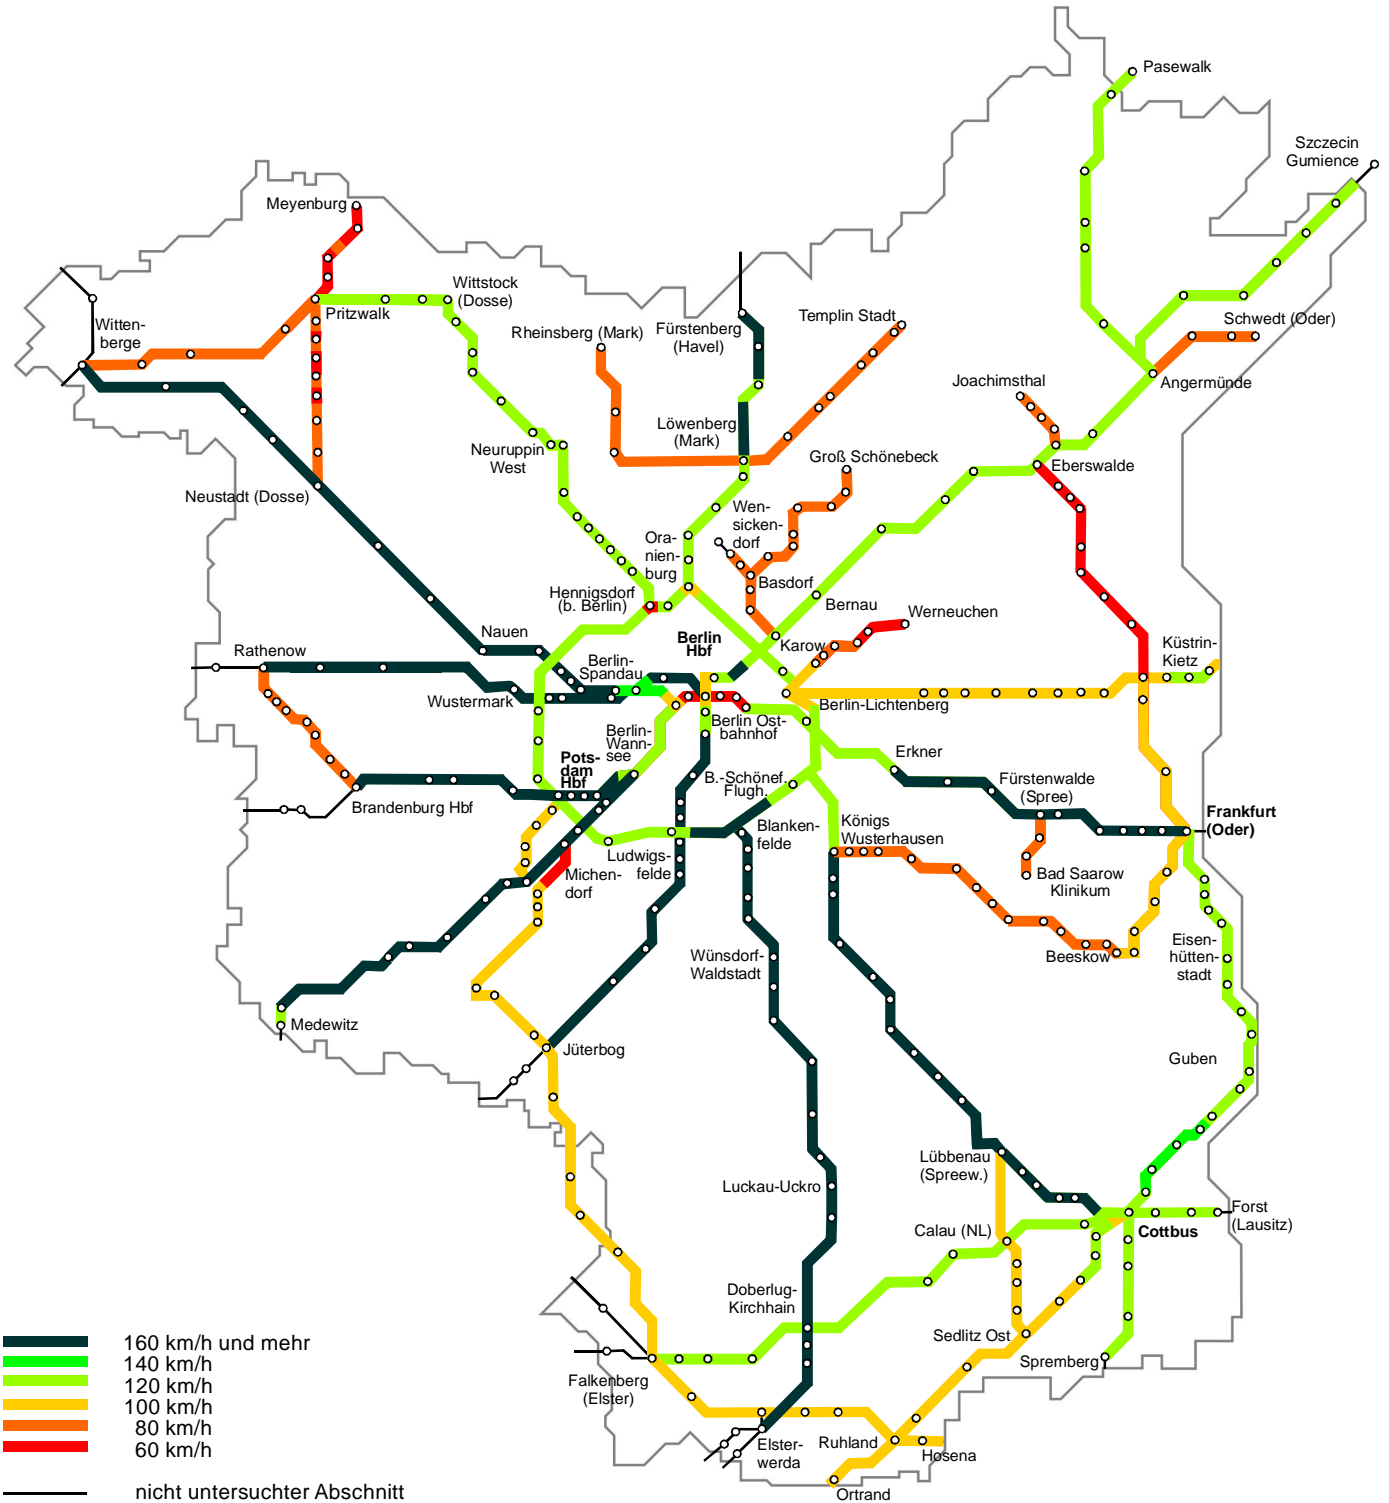 Pasewalk
Szczecin
Gumience
Meyenburg
Wittstock
(Dosse)
Pritzwalk
Witten-
berge
Rheinsberg (Mark)
Fürstenberg
(Havel)
Templin Stadt
Schwedt (Oder)
Joachimsthal
Angermünde
Löwenberg
(Mark)
Neuruppin
West
Groß Schönebeck
Eberswalde
Neustadt (Dosse)
Wen-
sicken-
dorf
Ora-
nien-
burg
Basdorf
Hennigsdorf
(b. Berlin)
Bernau
Werneuchen
Nauen
Berlin
Hbf
Karow
Küstrin-
Kietz
Rathenow
Berlin-
Spandau
Wustermark
Berlin-Lichtenberg
Berlin Ost-
bahnhof
Berlin-
Wann-
see
Erkner
Pots-
dam
Hbf
B.-Schönef.
Flugh.
Fürstenwalde
(Spree)
Brandenburg Hbf
Frankfurt
(Oder)
Blanken-
felde
Königs
Wusterhausen
Ludwigs-
felde
Michen-
dorf
Bad Saarow
Klinikum
Eisen-
hütten-
stadt
Beeskow
Wünsdorf-
Waldstadt
Medewitz
Jüterbog
Guben
Lübbenau
(Spreew.)
Luckau-Uckro
Forst
(Lausitz)
Calau (NL)
Cottbus
Doberlug-
Kirchhain
Sedlitz Ost
Spremberg
Falkenberg
(Elster)
Elster-
werda
Ruhland
Hosena
Ortrand
160 km/h und mehr
140 km/h
120 km/h
100 km/h
80 km/h
60 km/h
nicht untersuchter Abschnitt